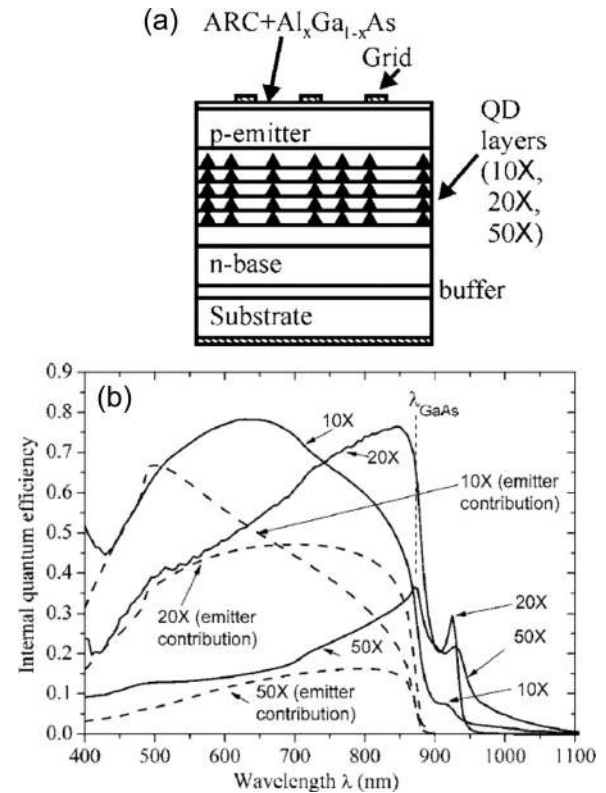 (a)
ARC+AlxGa1-xAs
Grid
p-emitter
QD
layers
(10X,
20X,
50X)
n-base
buffer
Substrate
(b)
λGaAs
10X
20X
10X (emitter
contribution)
20X (emitter
contribution)
50X
50X (emitter
contribution)
20X
50X
10X
Internal quantum efficiency
0.9
0.8
0.7
0.6
0.5
0.4
0.3
0.2
0.1
0.0
400 500 600 700 800 900 1000 1100
Wavelength λ (nm)